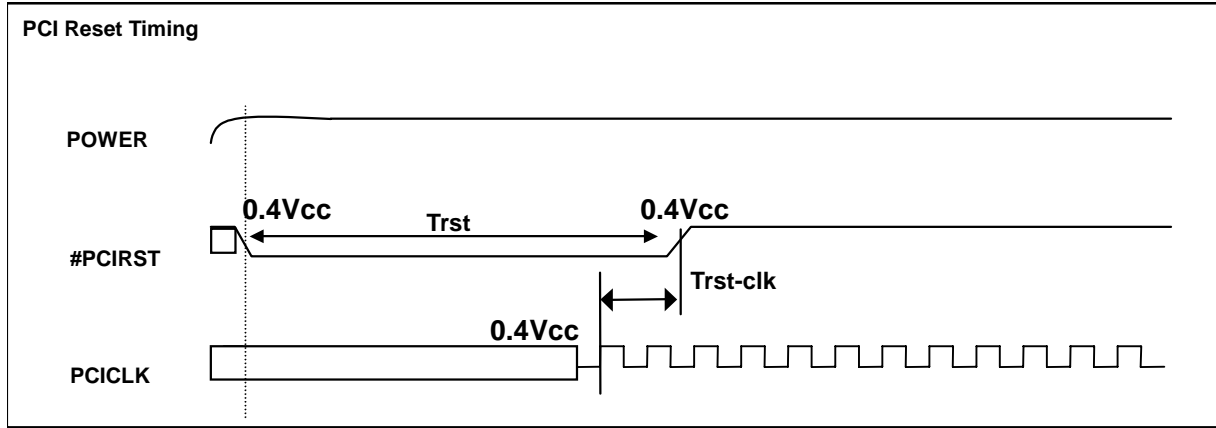 PCI Reset Timing
POWER
0.4Vcc
Trst
0.4Vcc
#PCIRST
Trst-clk
0.4Vcc
PCICLK